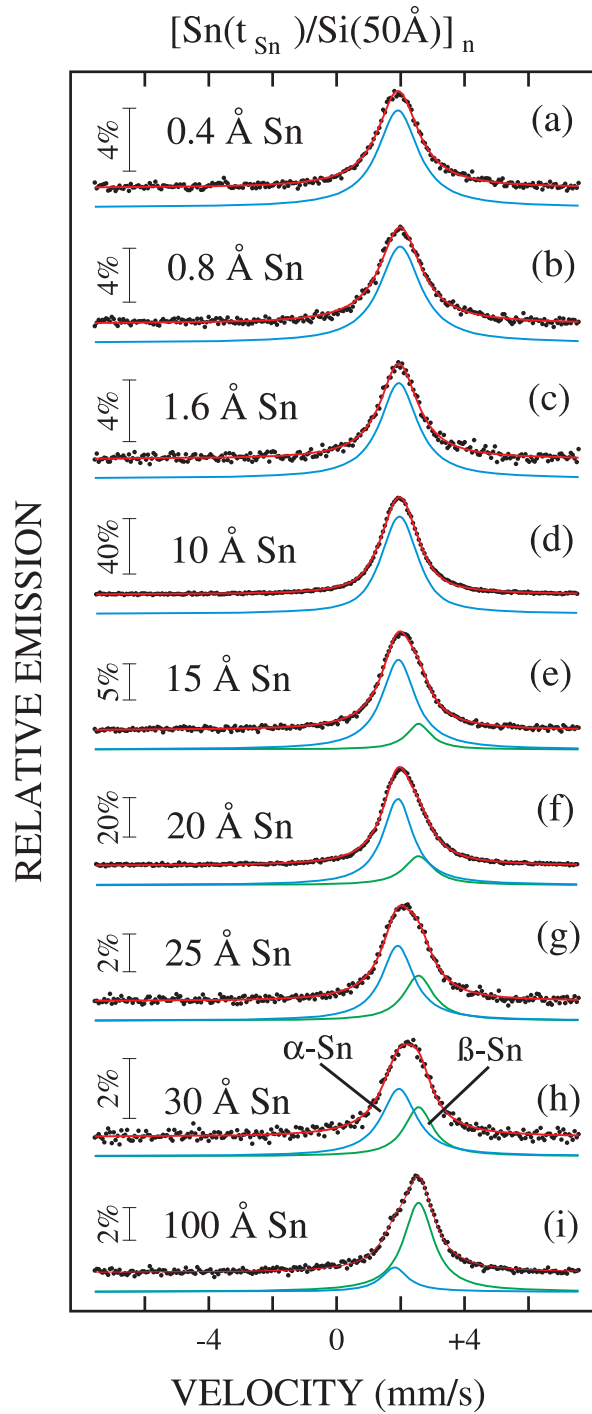 [Sn(t Sn )/Si(50Å)] n
4% 0.4 Å Sn (a)
4% 0.8 Å Sn (b)
4% 1.6 Å Sn (c)
40% 10 Å Sn (d)
5% 15 Å Sn (e)
20% 20 Å Sn (f)
2% 25 Å Sn (g)
α-Sn ß-Sn
2% 30 Å Sn (h)
2% 100 Å Sn (i)
RELATIVE EMISSION
-4 0 +4
VELOCITY (mm/s)